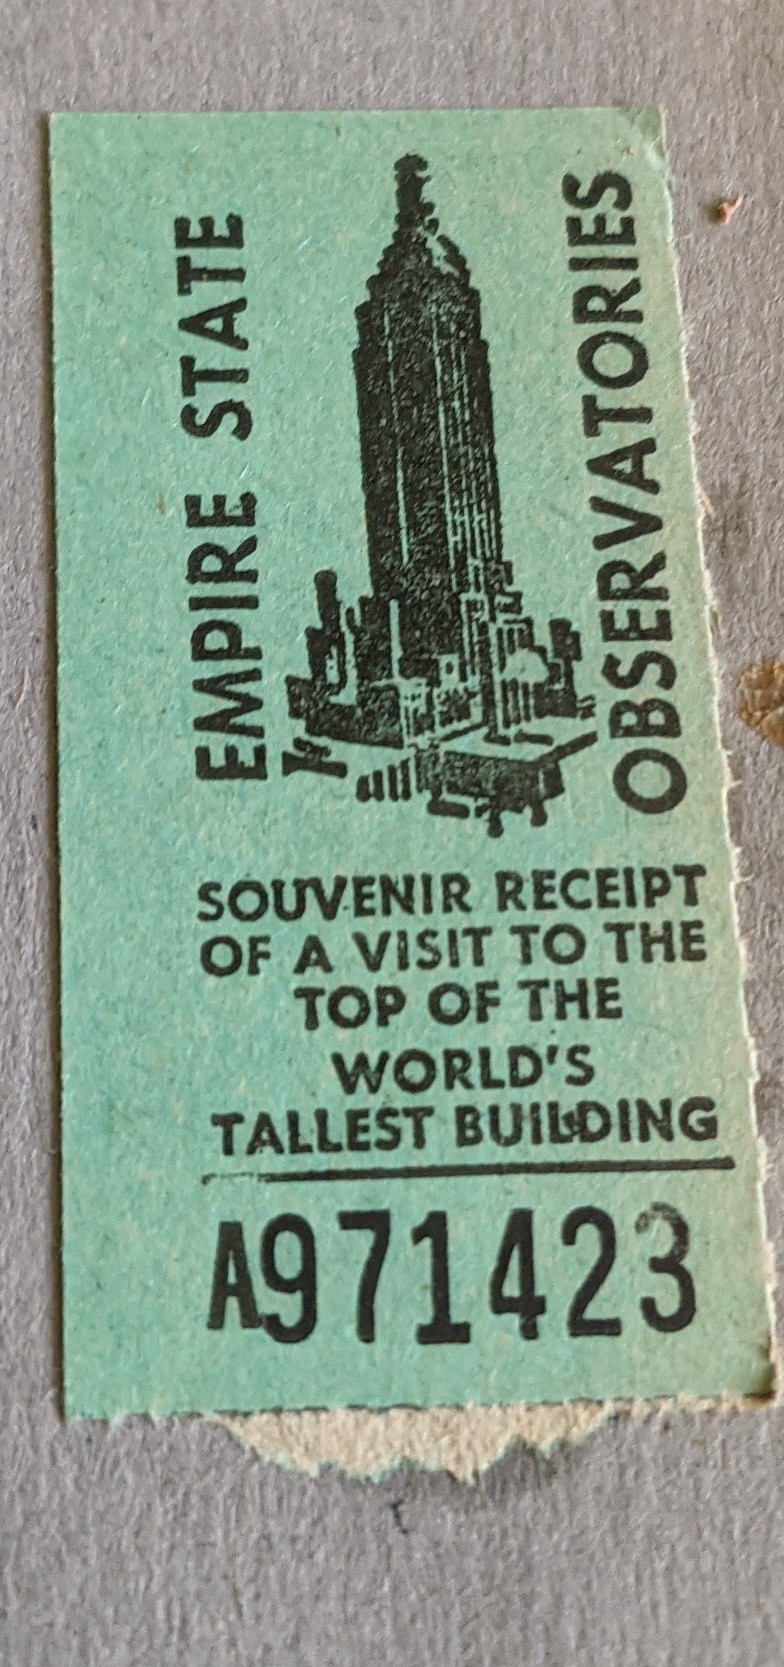 EMPIRE STATE
OBSERVATORIES
SOUVENIR RECEIPT
OF A VISIT TO THE
TOP OF THE
WORLD'S
TALLEST BUILDING
A971423